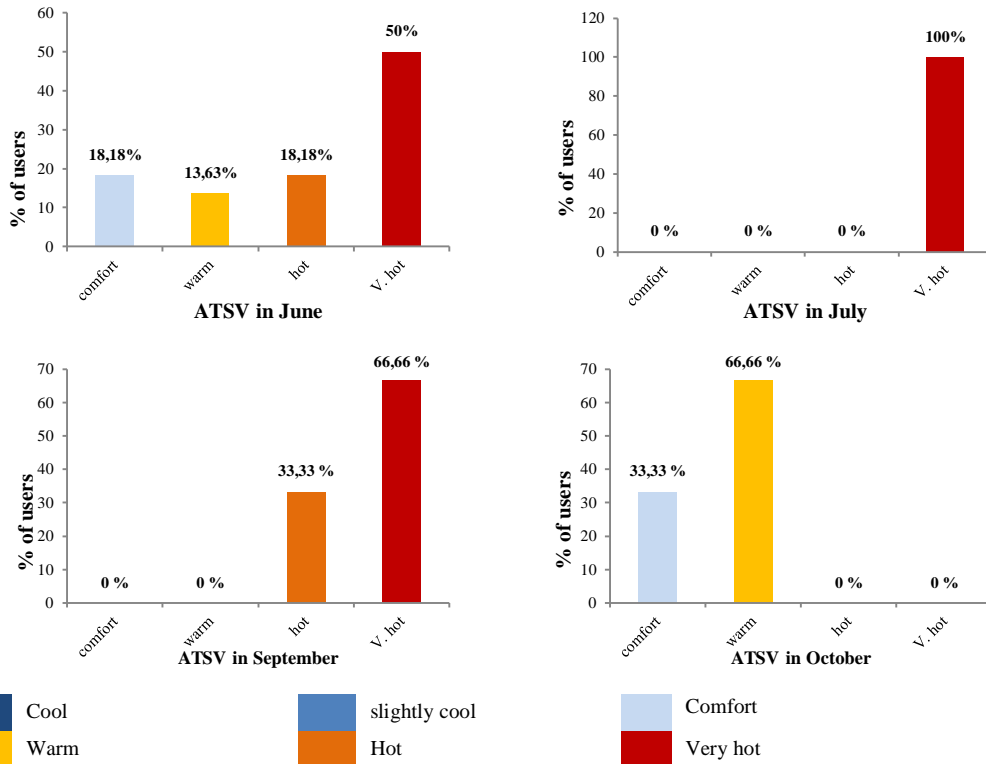 60
50
40
30
20
10
0
% of users
18,18%
13,63%
18,18%
50%
comfort
warm
hot
V. hot
ATSV in June
120
100
80
60
40
20
0
% of users
0 %
0 %
0 %
100%
comfort
warm
hot
V. hot
ATSV in July
70
60
50
40
30
20
10
0
% of users
0 %
0 %
33,33 %
66,66 %
comfort
warm
hot
V. hot
ATSV in September
70
60
50
40
30
20
10
0
% of users
33,33 %
66,66 %
0 %
0 %
comfort
warm
hot
V. hot
ATSV in October
Cool
slightly cool
Comfort
Warm
Hot
Very hot